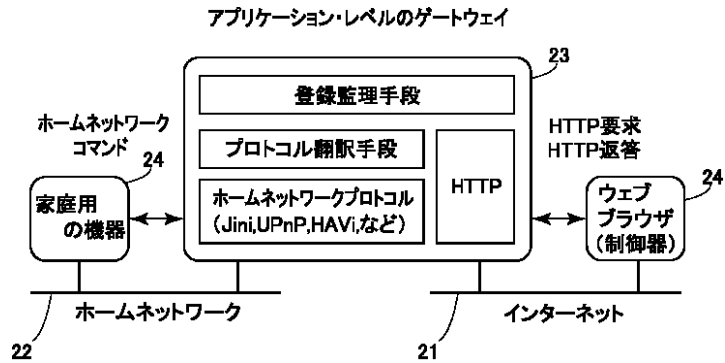 アプリケーション・レベルのゲートウェイ
23
登録監理手段
ホームネットワーク
コマンド
24
プロトコル翻訳手段
HTTP
HTTP要求
HTTP返答
24
家庭用
の機器
ホームネットワークプロトコル
(Jini,UPnP,HAVi,など)
ウェブ
ブラウザ
(制御器)
ホームネットワーク
インターネット
22
21